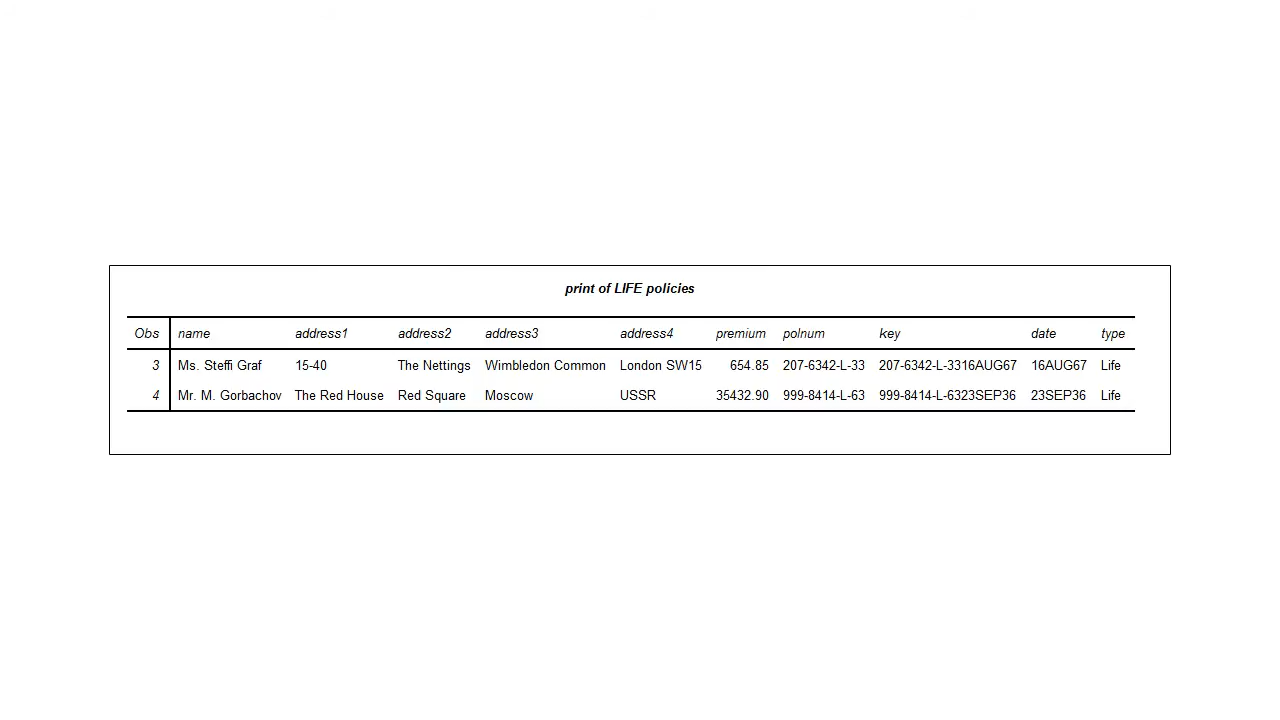 print of LIFE policies
Obs name address1 address2 address3 address4 premium polnum key date type
3 Ms. Steffi Graf 15-40 The Nettings Wimbledon Common London SW15 654.85 207-6342-L-33 207-6342-L-3316AUG67 16AUG67 Life
4 Mr. M. Gorbachov The Red House Red Square Moscow USSR 35432.90 999-8414-L-63 999-8414-L-6323SEP36 23SEP36 Life